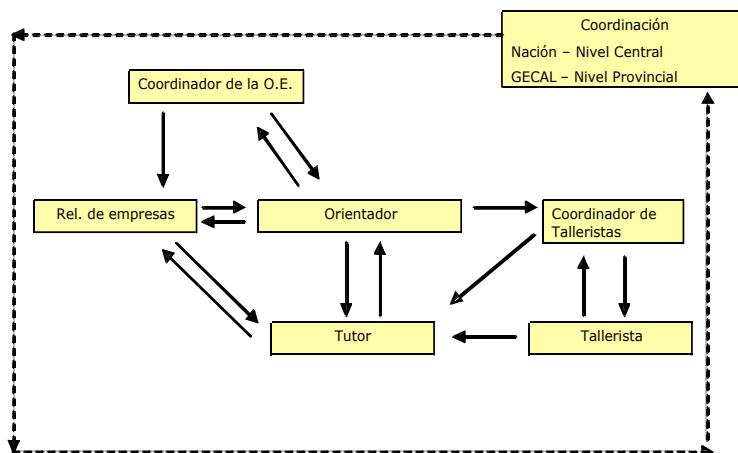 Coordinación
Nación – Nivel Central
GECAL – Nivel Provincial
Coordinador de la O.E.
Rel. de empresas
Orientador
Coordinador de
Talleristas
Tutor
Tallerista